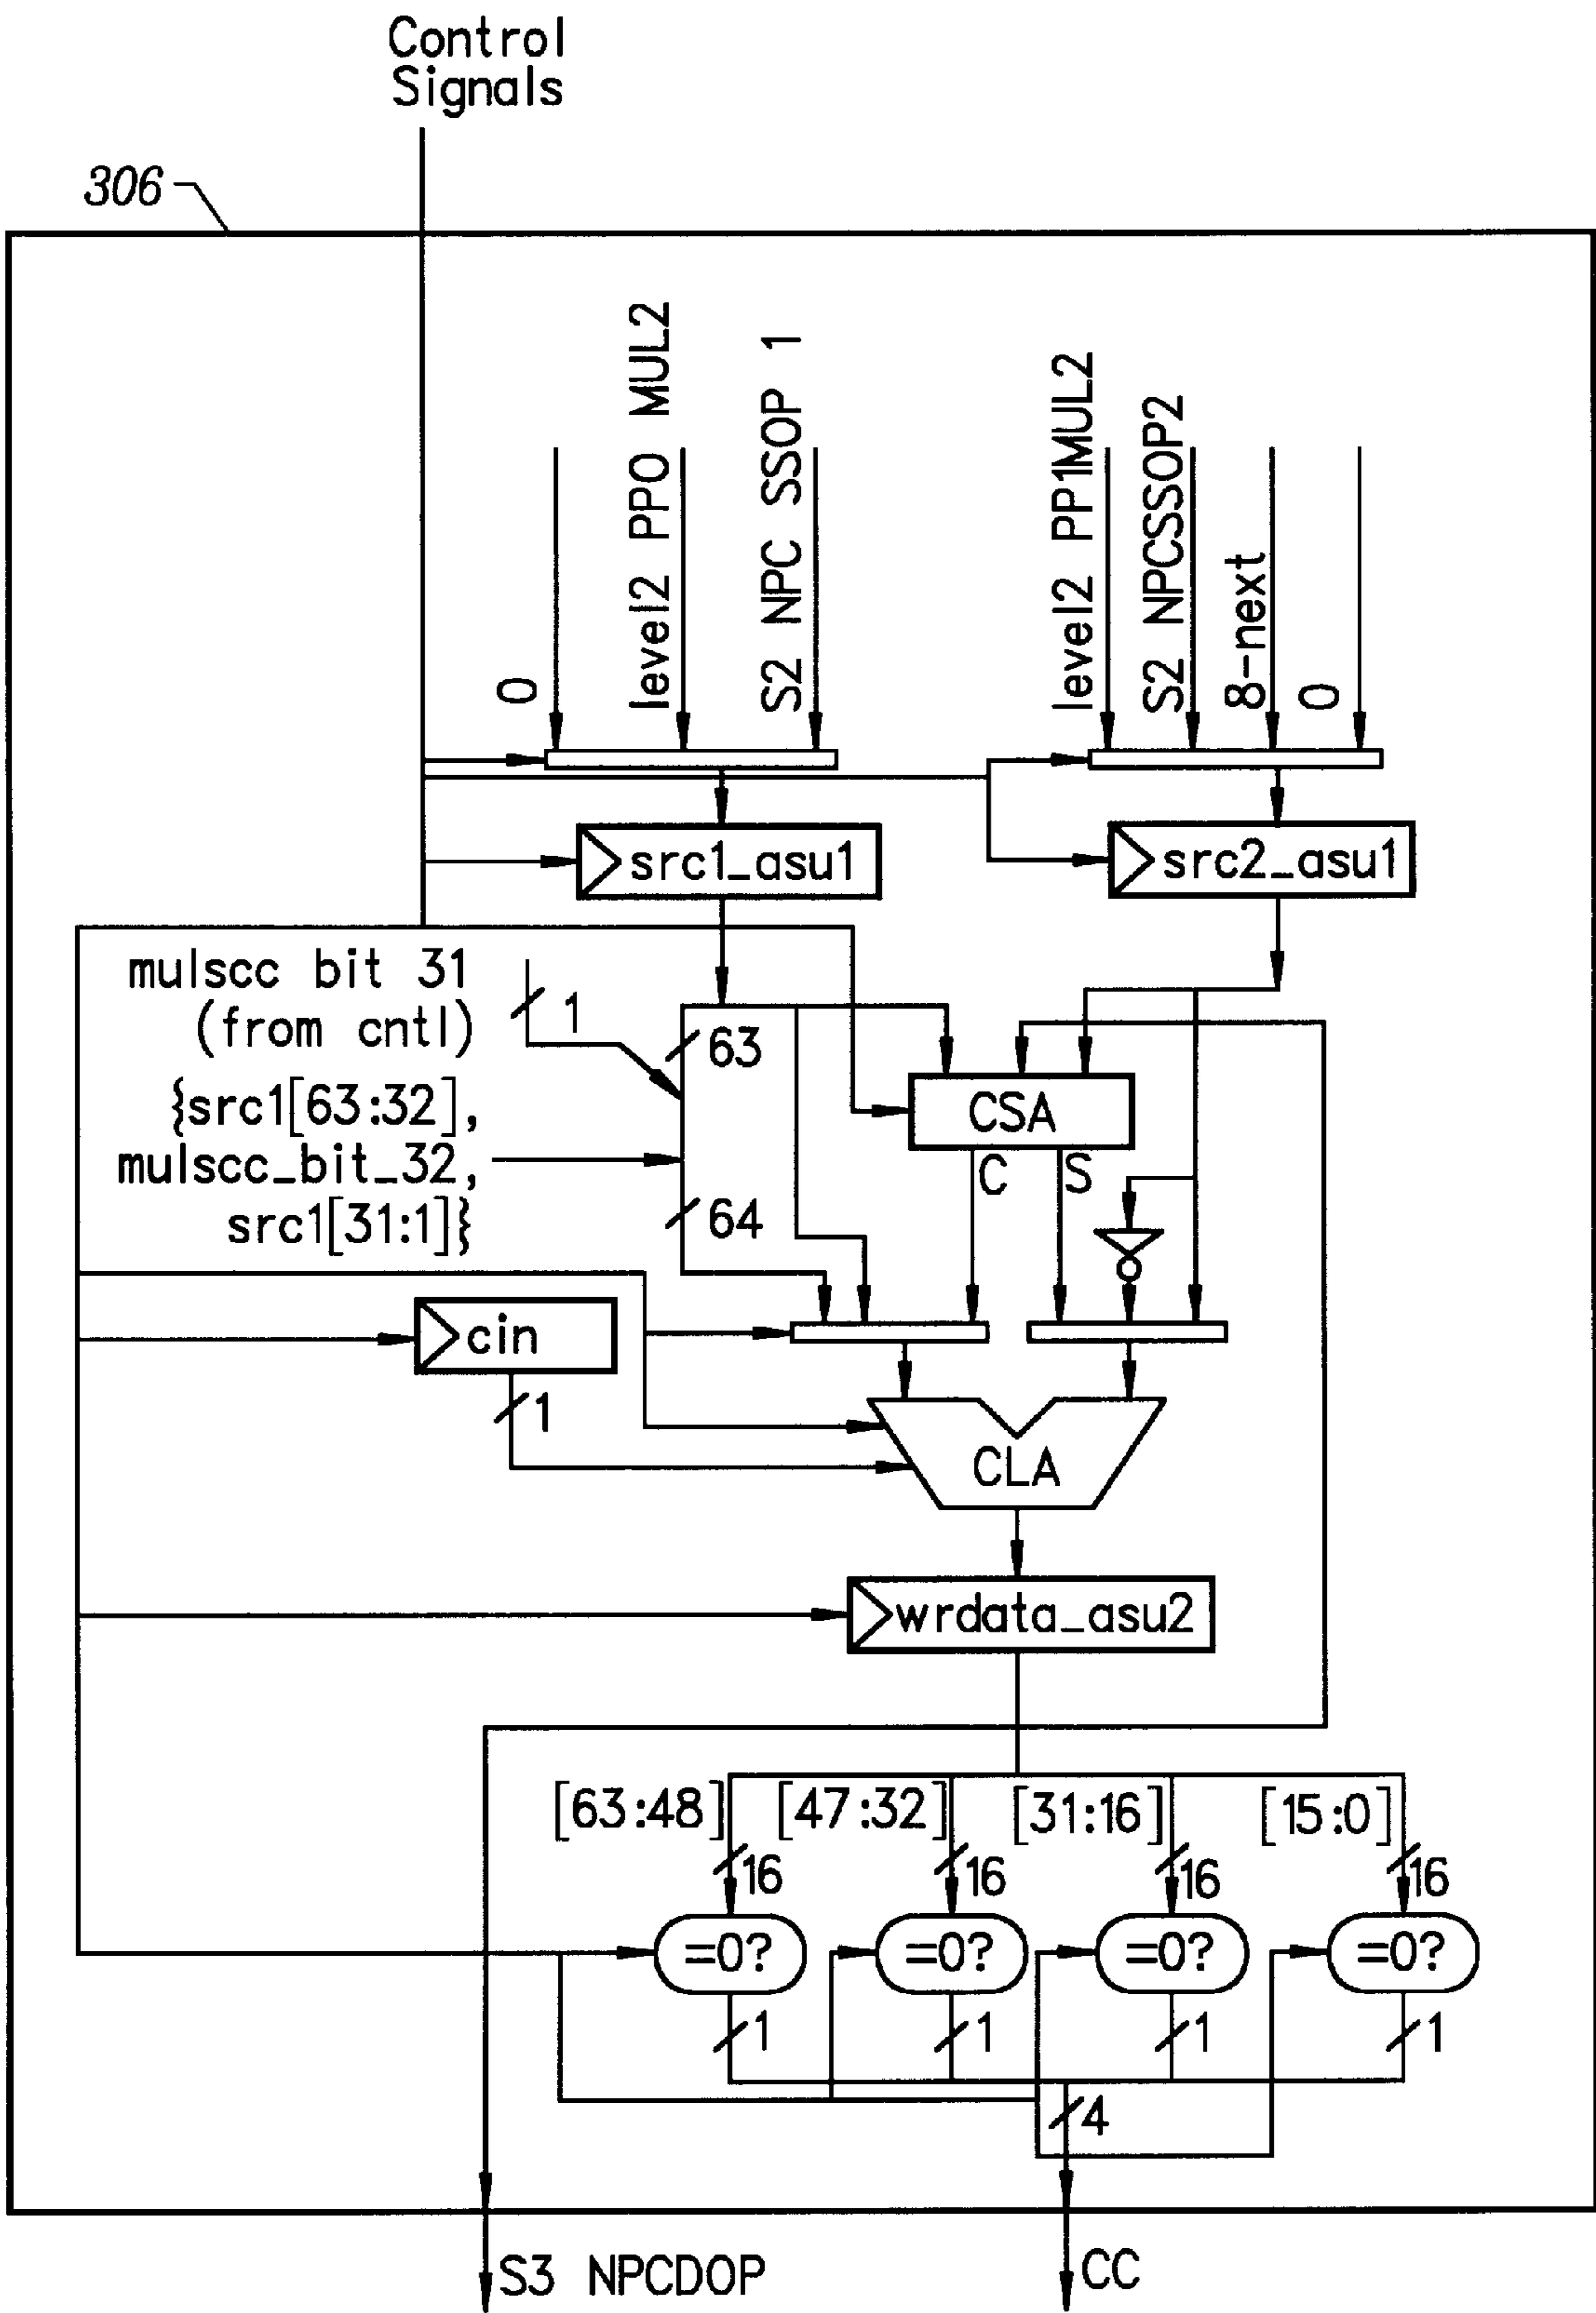 Control
Signals
306
0
level2 PP0 MUL2
S2 NPC SSOP 1
level2 PP1MUL2
S2 NPCSSOP2
8-next
0
src1_asu1
src2_asu1
mulscc bit 31
(from cntl)
1
63
{src1[63:32],
mulscc_bit_32,
src1[31:1]}
CSA
C
S
64
cin
1
CLA
wrdata_asu2
[63:48]
[47:32]
[31:16]
[15:0]
16
16
16
16
=0?
=0?
=0?
=0?
1
1
1
1
4
S3 NPCDOP
CC